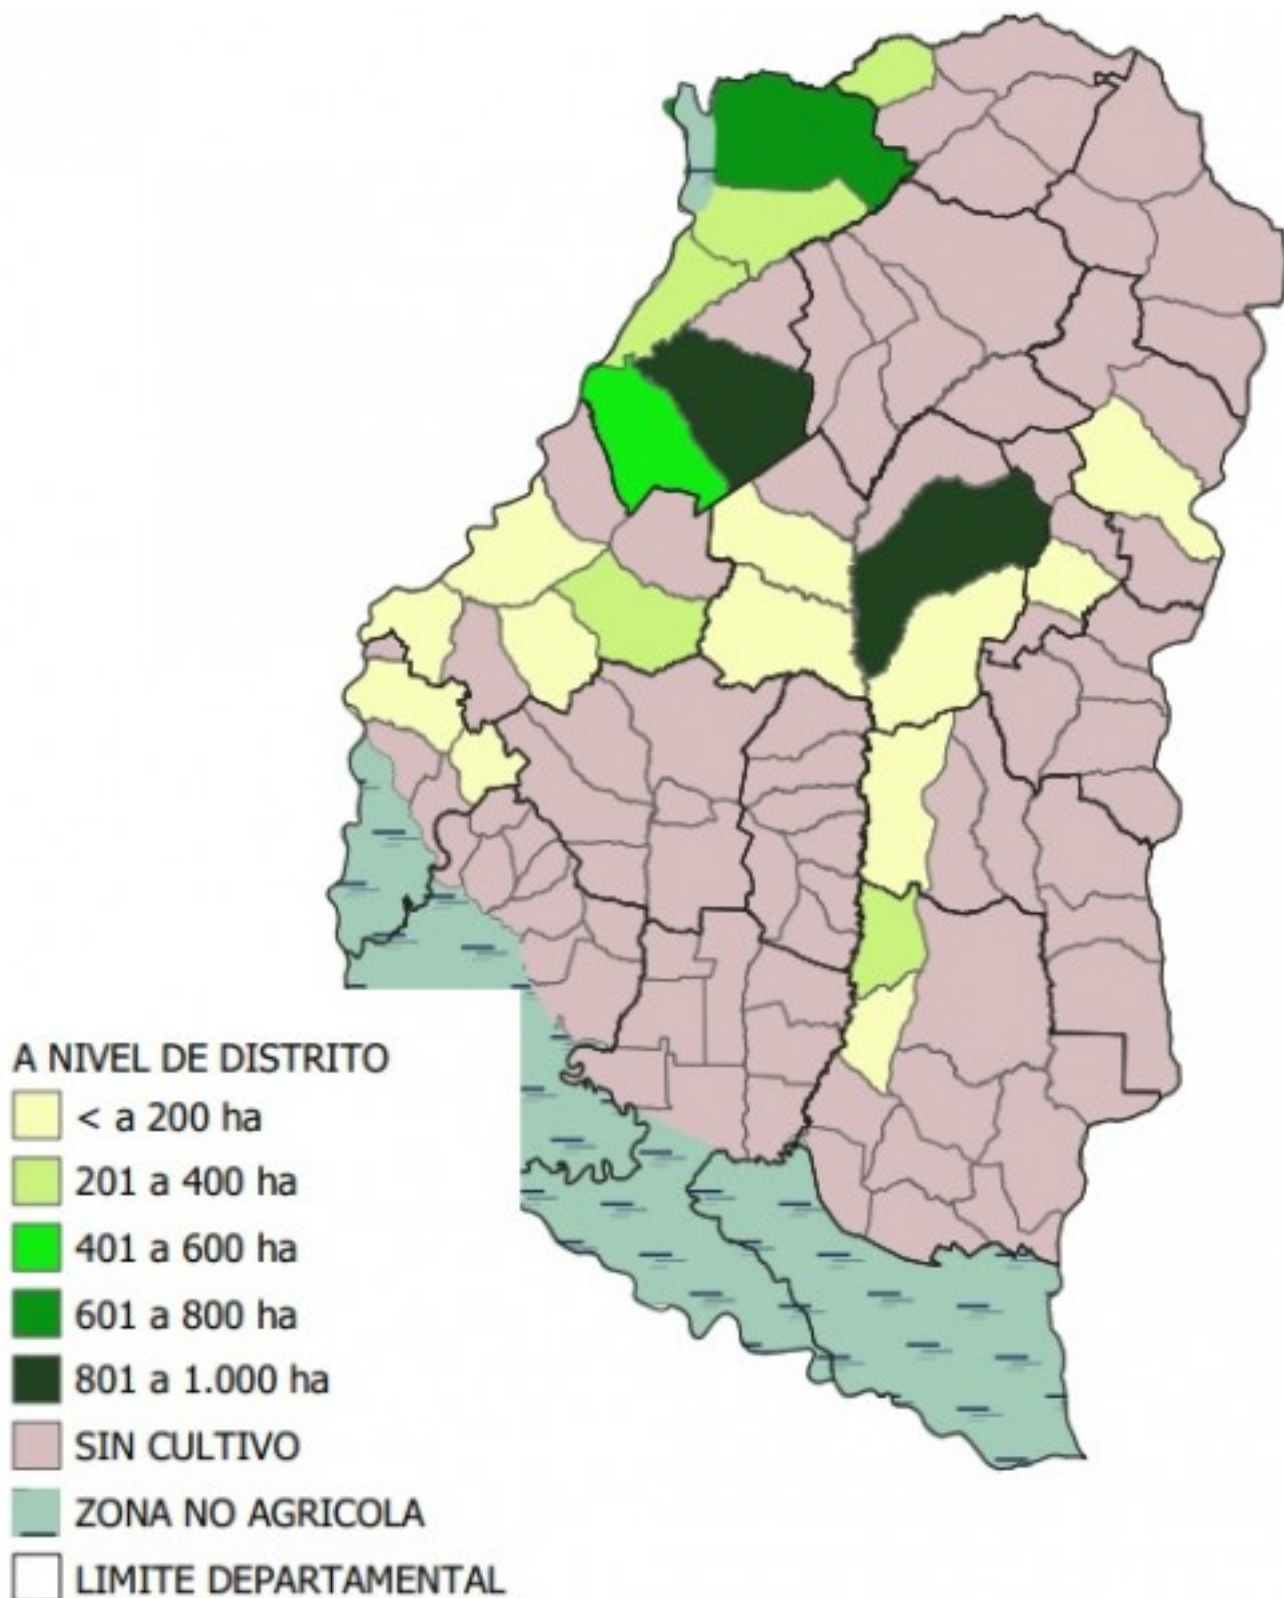 A NIVEL DE DISTRITO
< a 200 ha
201 a 400 ha
401 a 600 ha
601 a 800 ha
801 a 1.000 ha
SIN CULTIVO
ZONA NO AGRICOLA
LIMITE DEPARTAMENTAL